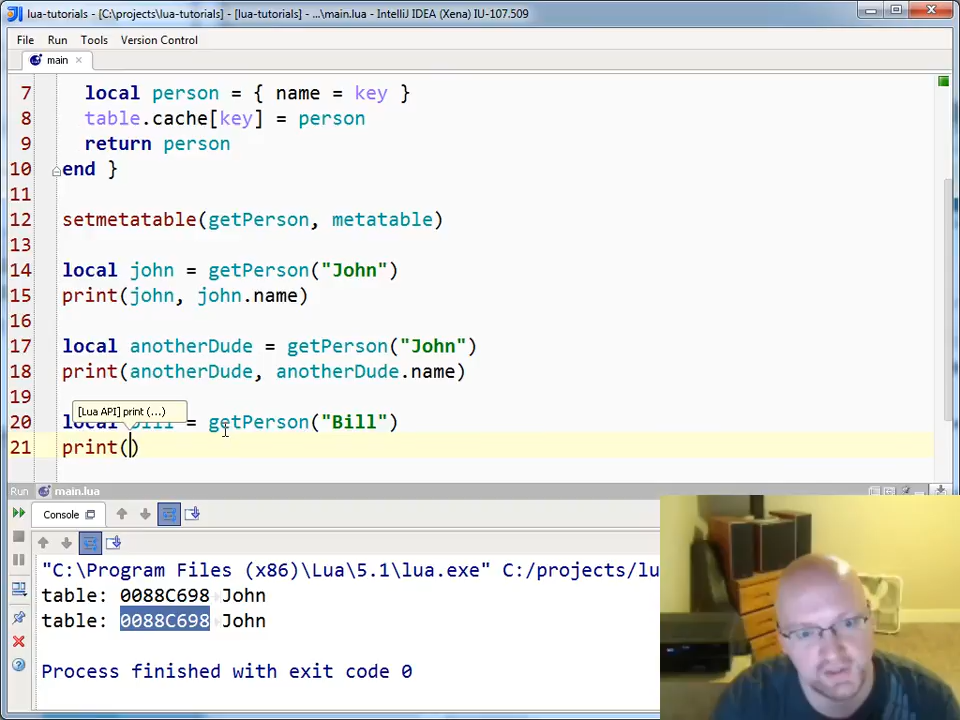 lua-tutorials - [C:\projects\lua-tutorials] - [lua-tutorials] - ...\main.lua - IntelliJ IDEA (Xena) IU-107.509
File Run Tools Version Control
main
7 local person = { name = key }
8 table.cache[key] = person
9 return person
10 end }
11
12 setmetatable(getPerson, metatable)
13
14 local john = getPerson("John")
15 print(john, john.name)
16
17 local anotherDude = getPerson("John")
18 print(anotherDude, anotherDude.name)
19
[Lua API] print (...)
20 local bill = getPerson("Bill")
21 print()
Run main.lua
Console
"C:\Program Files (x86)\Lua\5.1\lua.exe" C:/projects/lu
table: 0088C698 John
table: 0088C698 John
Process finished with exit code 0